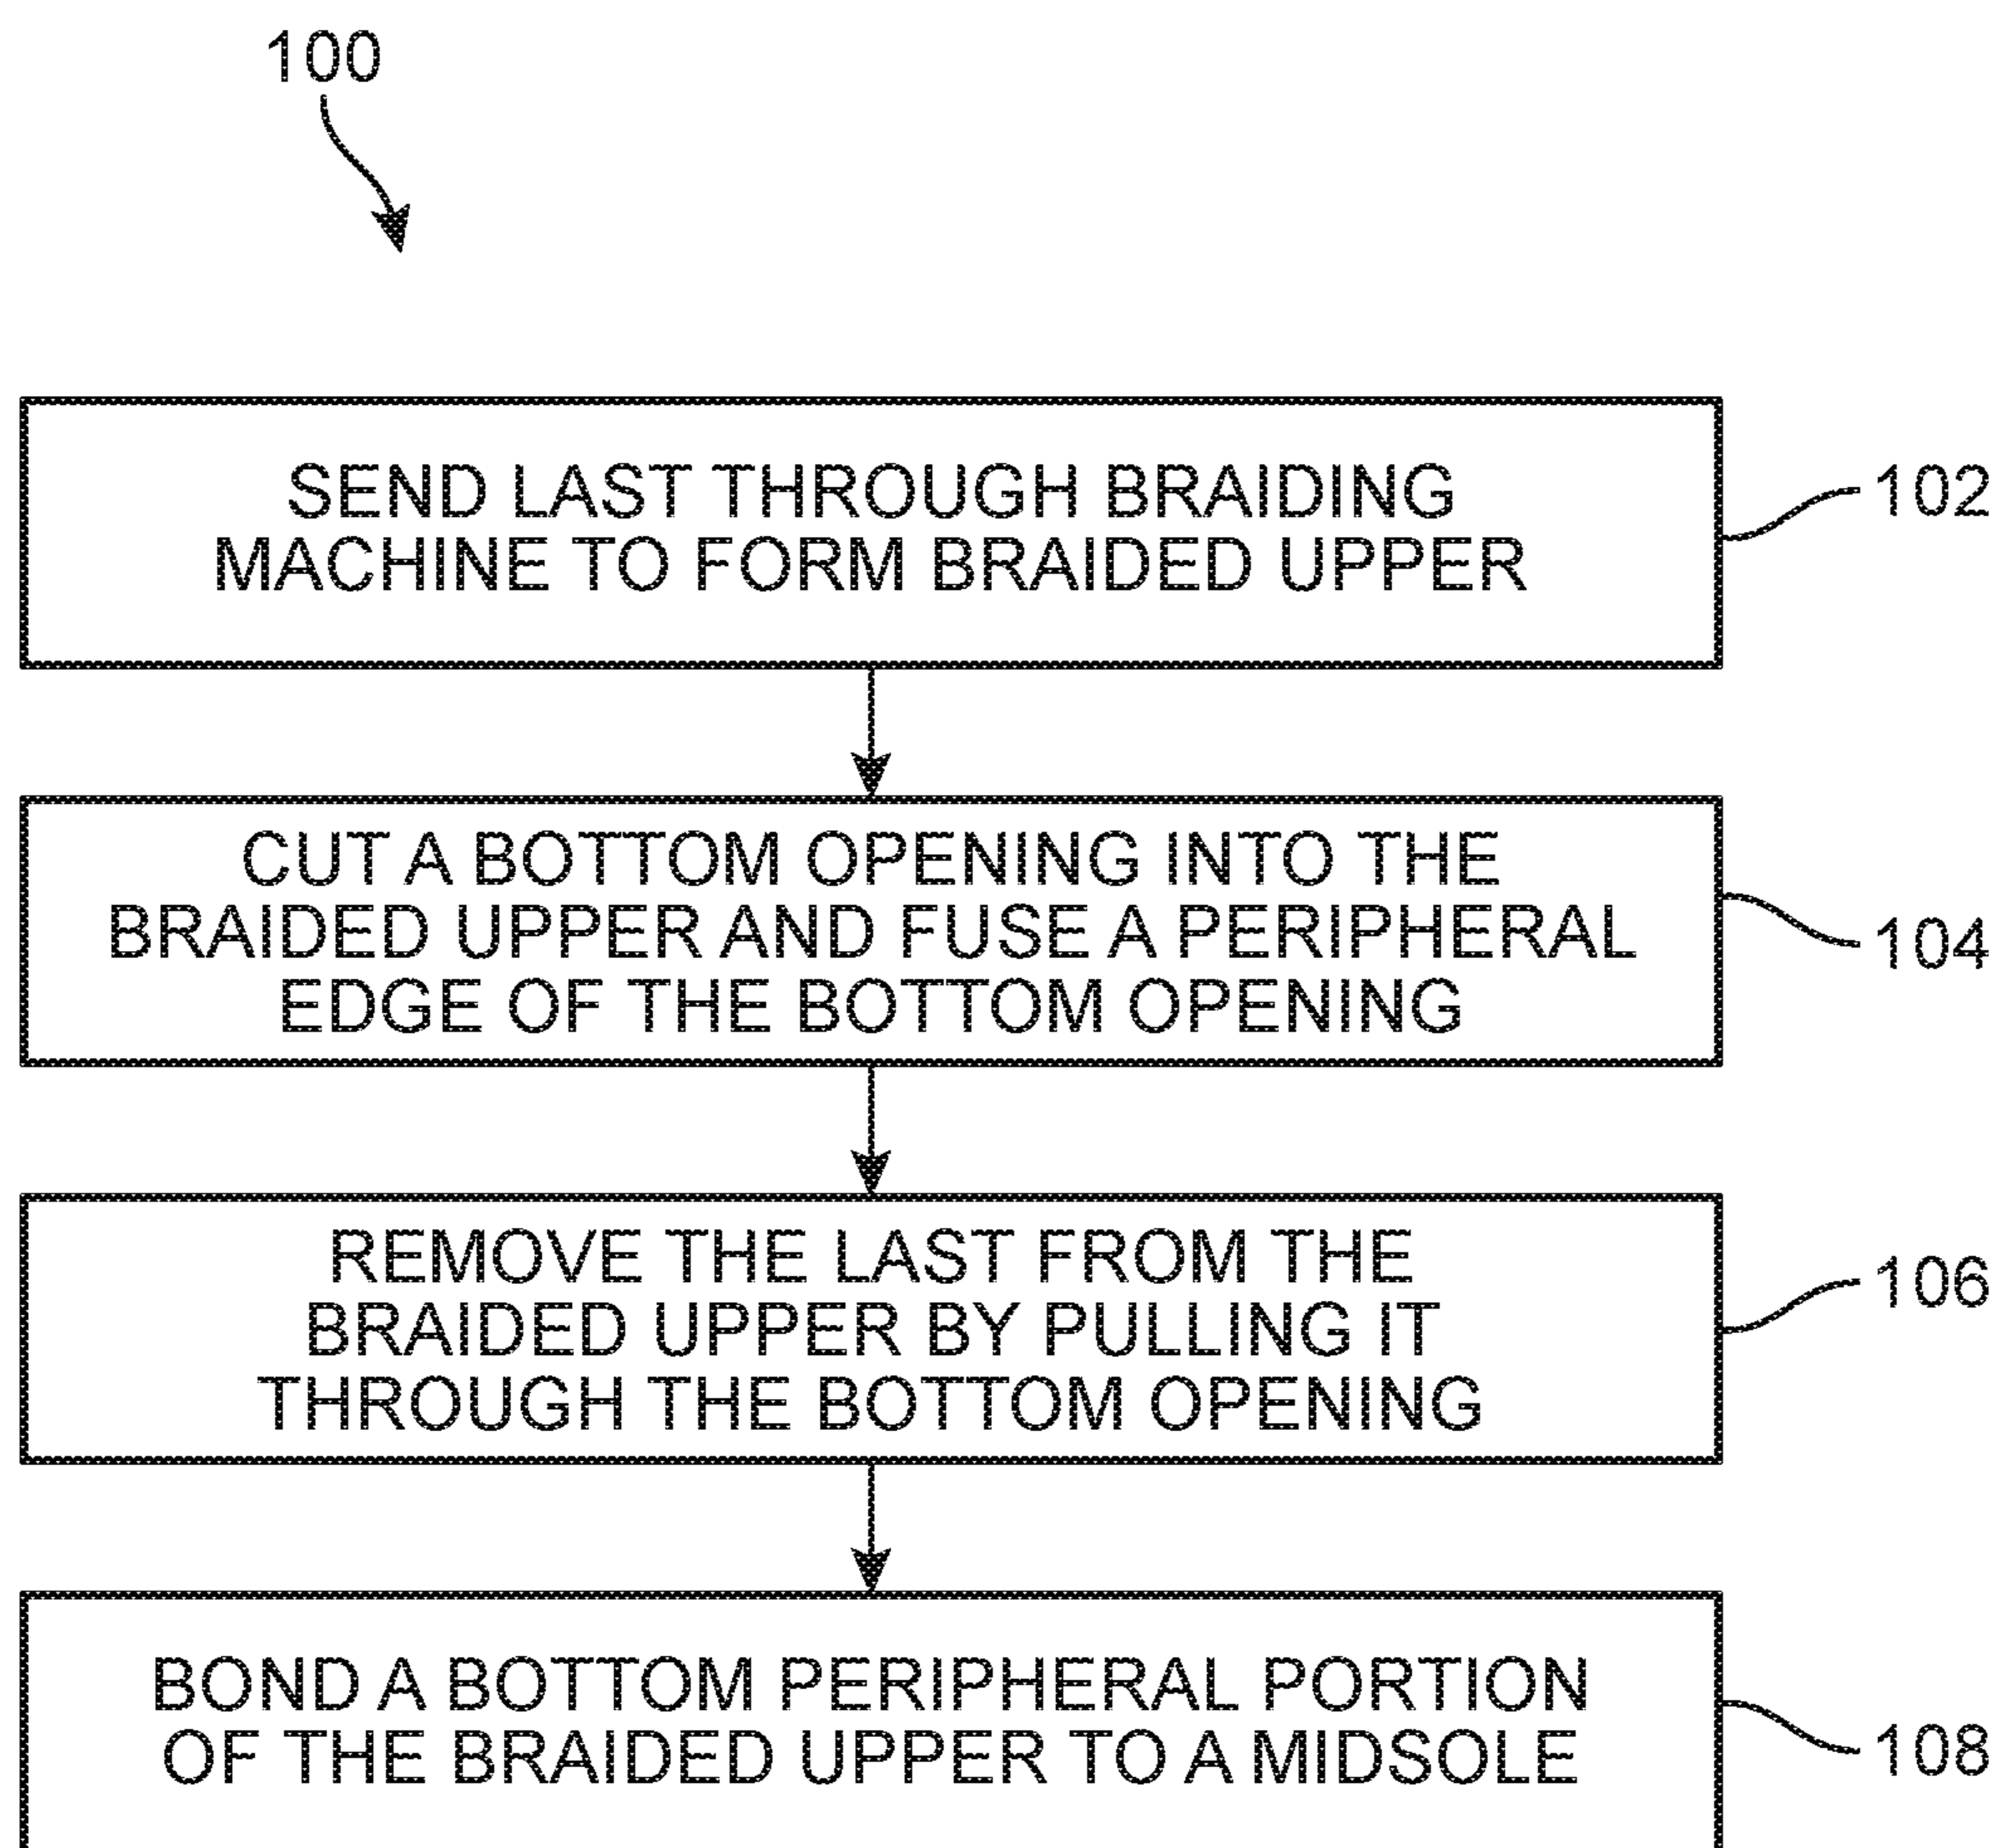 100
SEND LAST THROUGH BRAIDING
MACHINE TO FORM BRAIDED UPPER
102
CUT A BOTTOM OPENING INTO THE
BRAIDED UPPER AND FUSE A PERIPHERAL
EDGE OF THE BOTTOM OPENING
104
REMOVE THE LAST FROM THE
BRAIDED UPPER BY PULLING IT
THROUGH THE BOTTOM OPENING
106
BOND A BOTTOM PERIPHERAL PORTION
OF THE BRAIDED UPPER TO A MIDSOLE
108